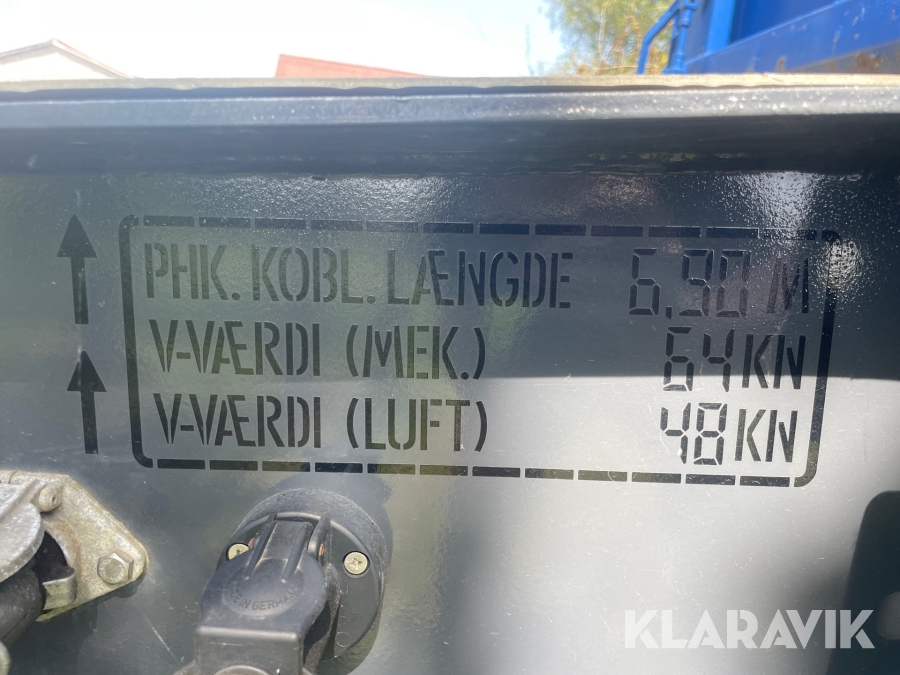 PHK. KOBL. LÆNGDE 6,90 M
V-VÆRDI (MEK.) 64 KN
V-VÆRDI (LUFT) 48 KN
KLARAVIK